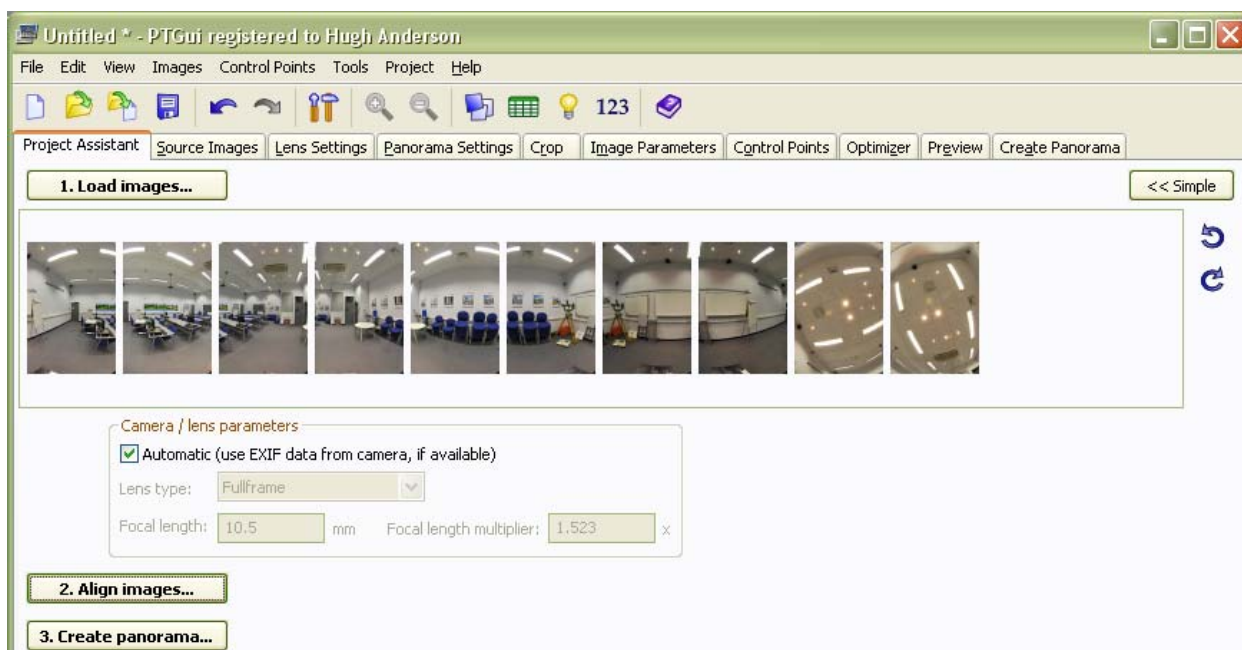 Untitled * - PTGui registered to Hugh Anderson
File Edit View Images Control Points Tools Project Help
123
Project Assistant Source Images Lens Settings Panorama Settings Crop Image Parameters Control Points Optimizer Preview Create Panorama
1. Load images... << Simple
Camera / lens parameters
Automatic (use EXIF data from camera, if available)
Lens type: Fullframe
Focal length: 10.5 mm Focal length multiplier: 1.523 x
2. Align images...
3. Create panorama...